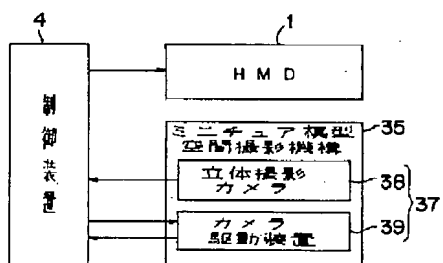 4
1
制御装置
HMD
ミニチュア模型
空間撮影機構
35
立体撮影
カメラ
38
37
カメラ
駆動装置
39